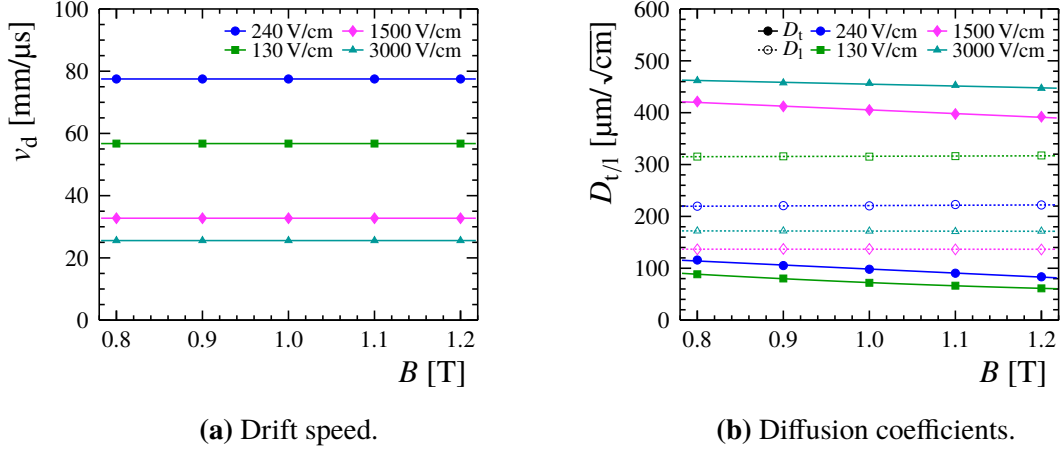 100
80
60
40
20
0
v_d [mm/µs]
240 V/cm 1500 V/cm
130 V/cm 3000 V/cm
0.8 0.9 1.0 1.1 1.2
B [T]
(a) Drift speed.
600
500
400
300
200
100
0
D_t/l [µm/√cm]
D_t 240 V/cm 1500 V/cm
D_l 130 V/cm 3000 V/cm
0.8 0.9 1.0 1.1 1.2
B [T]
(b) Diffusion coefficients.